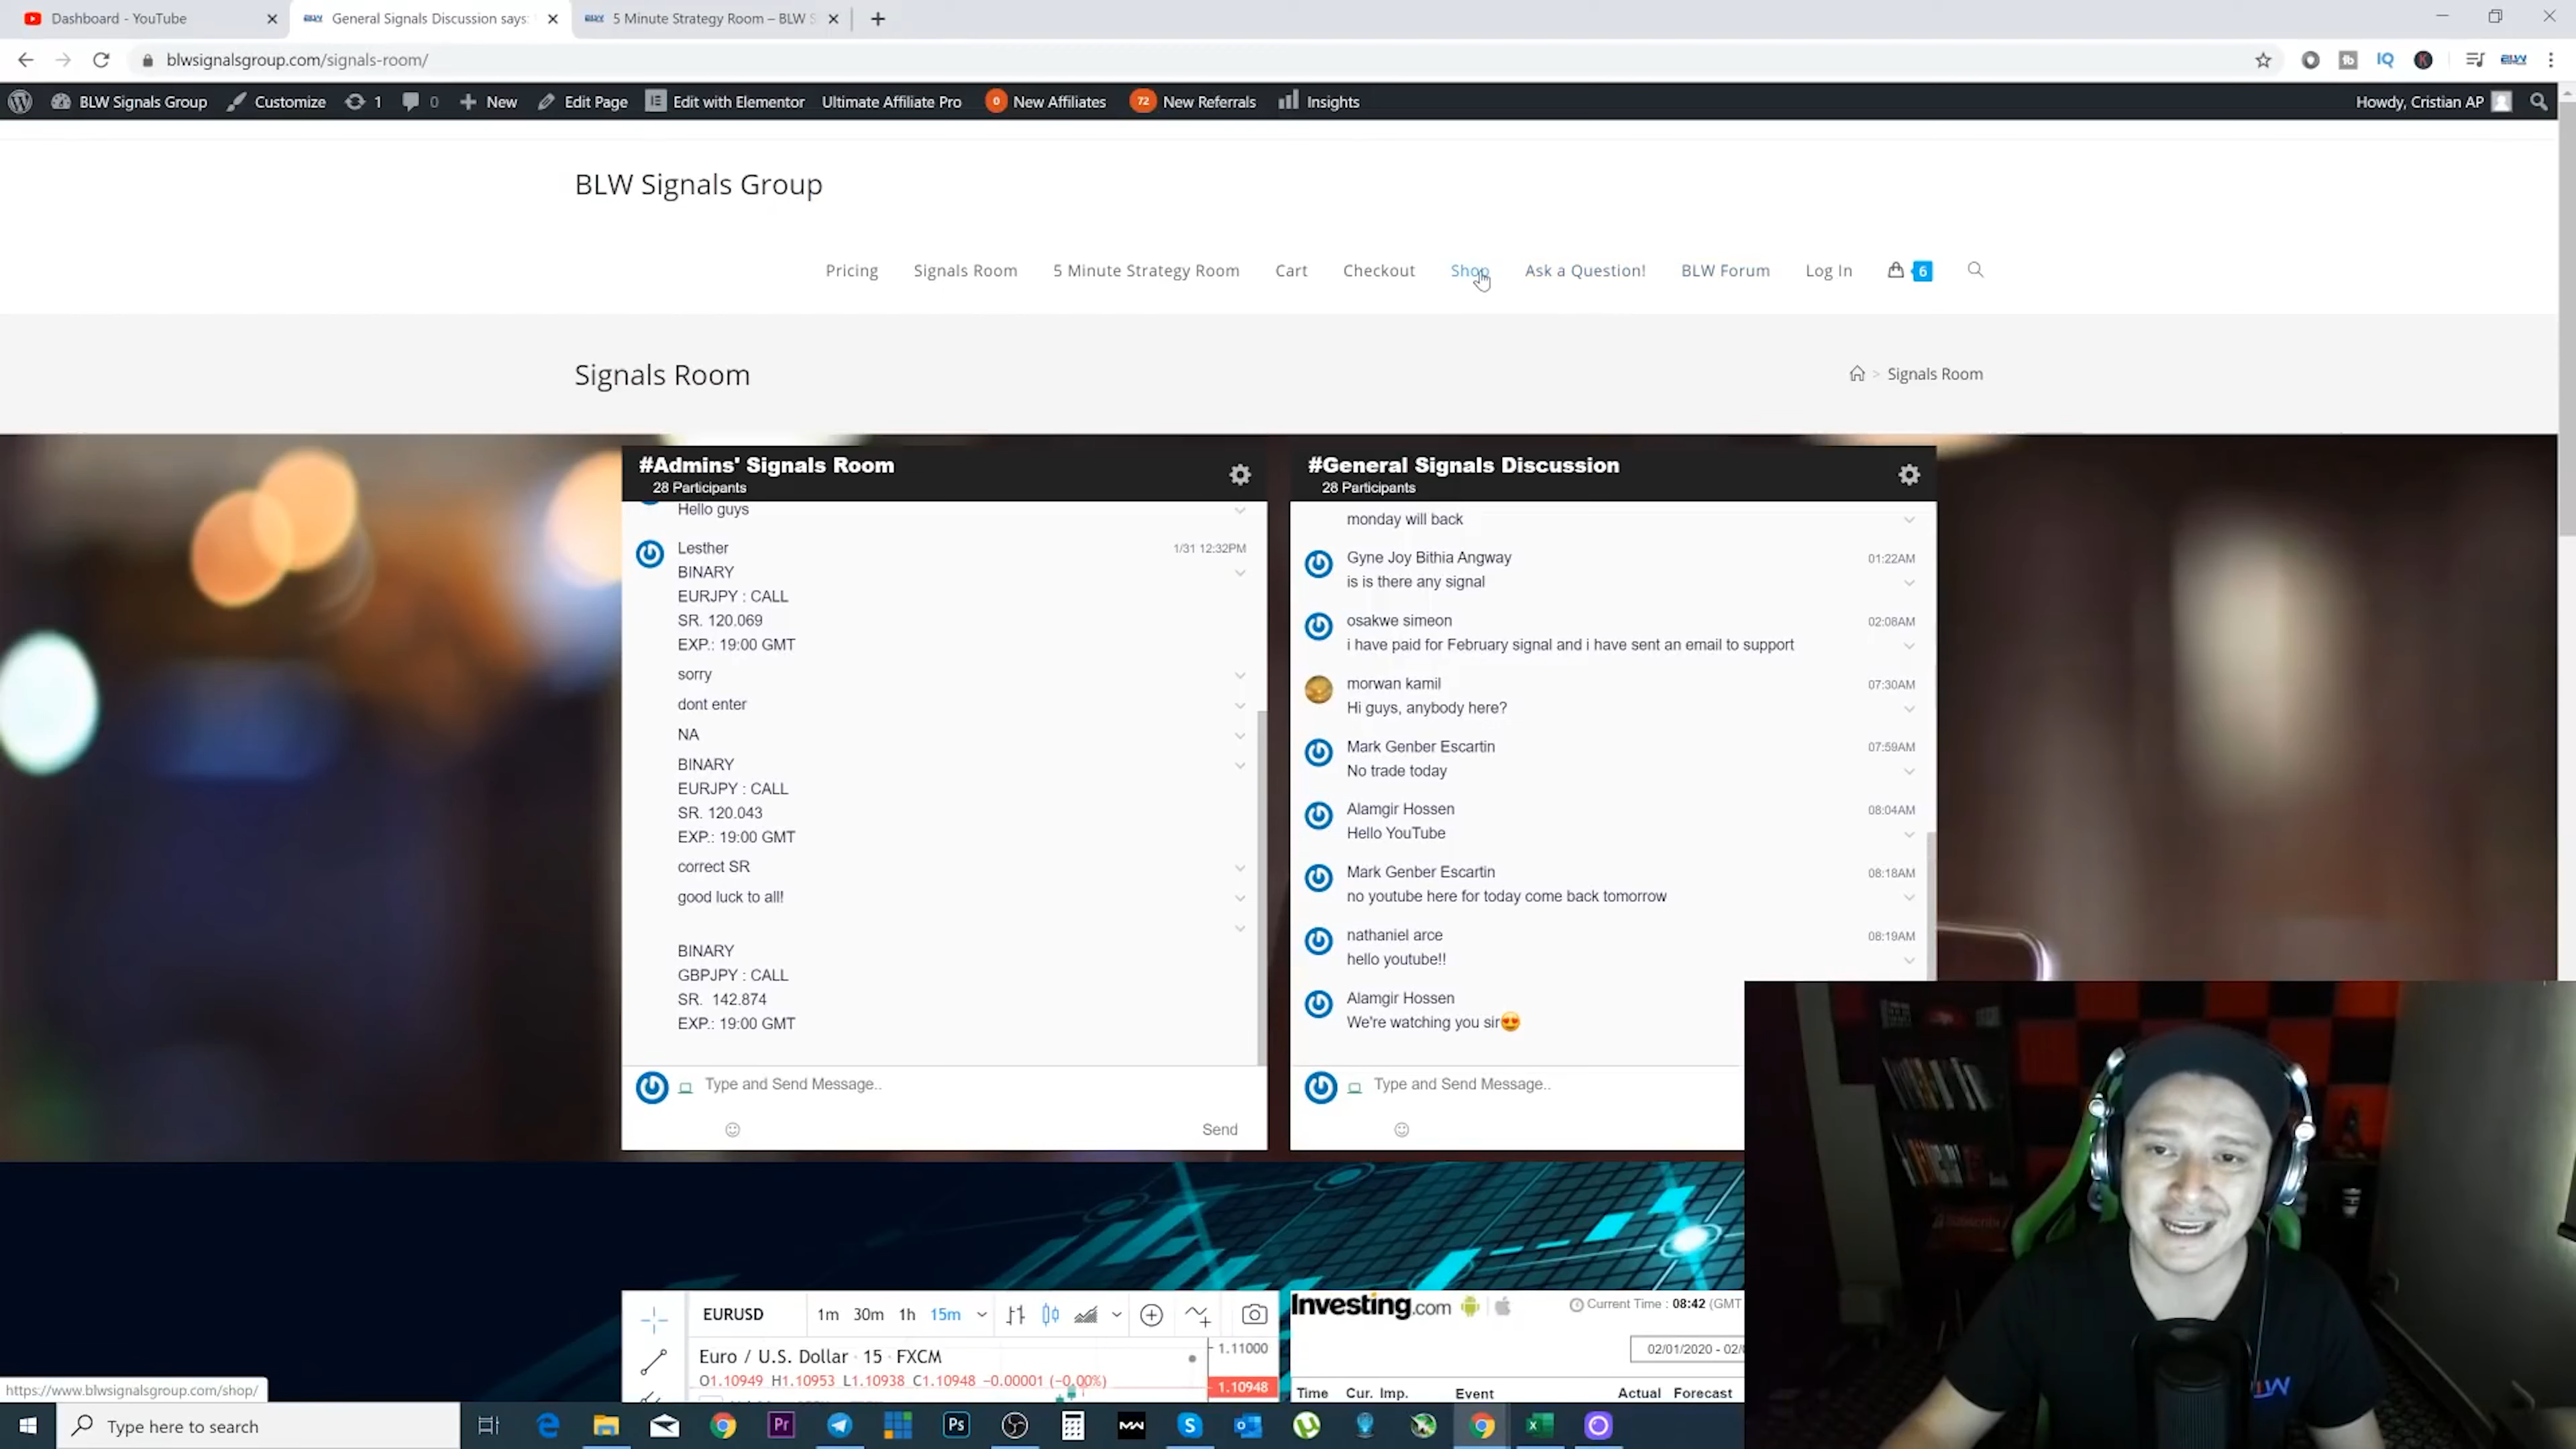 Dashboard - YouTube
General Signals Discussion says:
5 Minute Strategy Room – BLW S
blwsignalsgroup.com/signals-room/
BLW Signals Group
Customize
1
0
New
Edit Page
Edit with Elementor
Ultimate Affiliate Pro
0
New Affiliates
72
New Referrals
Insights
Howdy, Cristian AP
BLW Signals Group
Pricing
Signals Room
5 Minute Strategy Room
Cart
Checkout
Shop
Ask a Question!
BLW Forum
Log In
6
Signals Room
> Signals Room
#Admins' Signals Room
28 Participants
Hello guys
Lesther
1/31 12:32PM
BINARY
EURJPY : CALL
SR. 120.069
EXP.: 19:00 GMT
sorry
dont enter
NA
BINARY
EURJPY : CALL
SR. 120.043
EXP.: 19:00 GMT
correct SR
good luck to all!
BINARY
GBPJPY : CALL
SR. 142.874
EXP.: 19:00 GMT
Type and Send Message..
Send
#General Signals Discussion
28 Participants
monday will back
Gyne Joy Bithia Angway
01:22AM
is is there any signal
osakwe simeon
02:08AM
i have paid for February signal and i have sent an email to support
morwan kamil
07:30AM
Hi guys, anybody here?
Mark Genber Escartin
07:59AM
No trade today
Alamgir Hossen
08:04AM
Hello YouTube
Mark Genber Escartin
08:18AM
no youtube here for today come back tomorrow
nathaniel arce
08:19AM
hello youtube!!
Alamgir Hossen
We're watching you sir😍
Type and Send Message..
EURUSD
1m 30m 1h 15m
Euro / U.S. Dollar · 15 · FXCM
O1.10949 H1.10953 L1.10938 C1.10948 −0.00001 (−0.00%)
1.11000
1.10948
Investing.com
Current Time : 08:42 (GMT
02/01/2020 - 02/
Time Cur. Imp. Event Actual Forecast
https://www.blwsignalsgroup.com/shop/
Type here to search